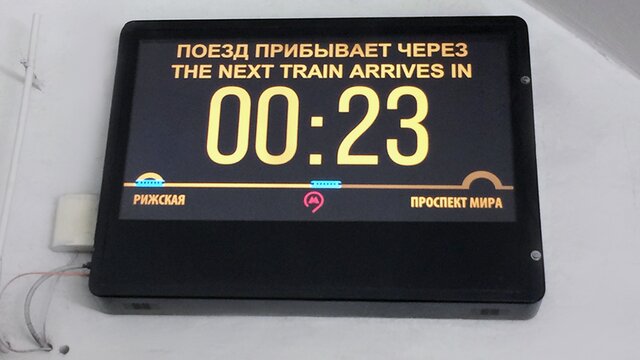 ПОЕЗД ПРИБЫВАЕТ ЧЕРЕЗ
THE NEXT TRAIN ARRIVES IN
00:23
РИЖСКАЯ
ПРОСПЕКТ МИРА